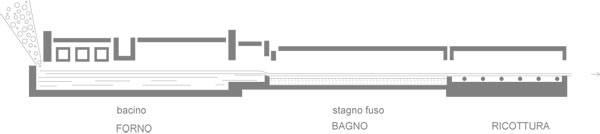 bacino
FORNO
stagno fuso
BAGNO
RICOTTURA